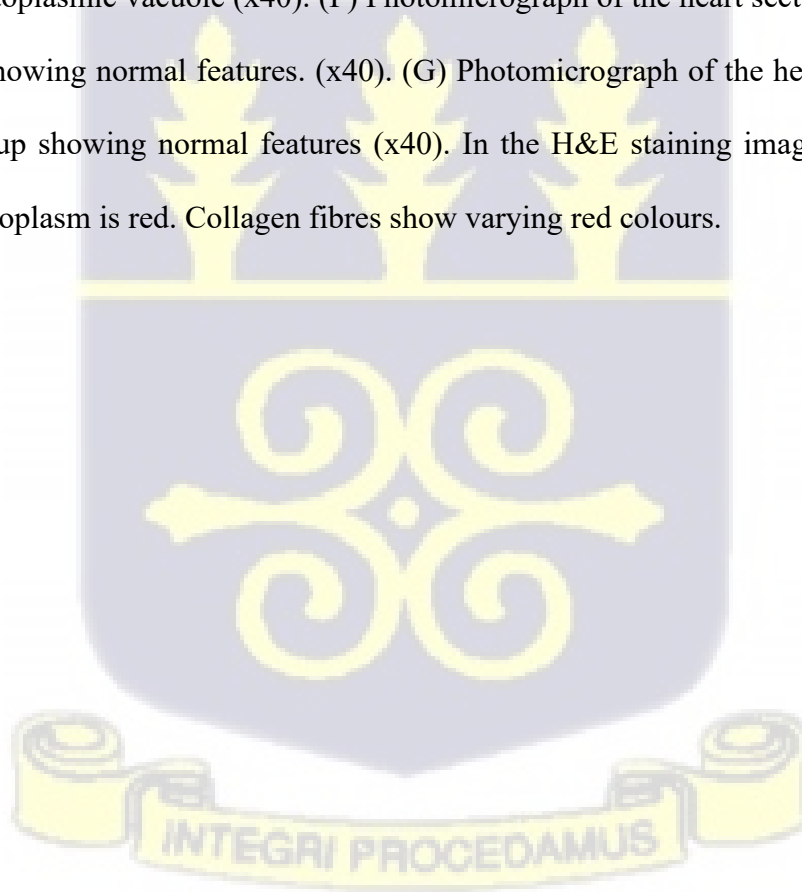 toplasmic vacuole (x40). (F) Photomicrograph of the heart sect
nowing normal features. (x40). (G) Photomicrograph of the he
up showing normal features (x40). In the H&E staining imag
oplasm is red. Collagen fibres show varying red colours.
INTEGRI PROCEDAMUS